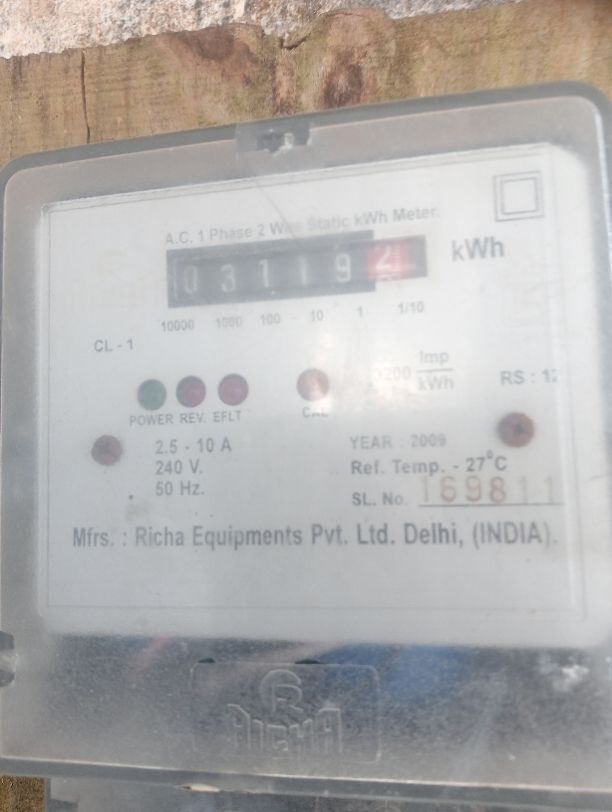 A.C. 1 Phase 2 Wire Static kWh Meter.
031192 kWh
10000 1000 100 10 1 1/10
CL - 1
Imp
kWh
RS : 12
POWER REV. EFLT CAL
2.5 - 10 A
240 V.
50 Hz.
YEAR : 2009
Ref. Temp. - 27°C
SL. No. 169811
Mfrs. : Richa Equipments Pvt. Ltd. Delhi, (INDIA).
RICHA